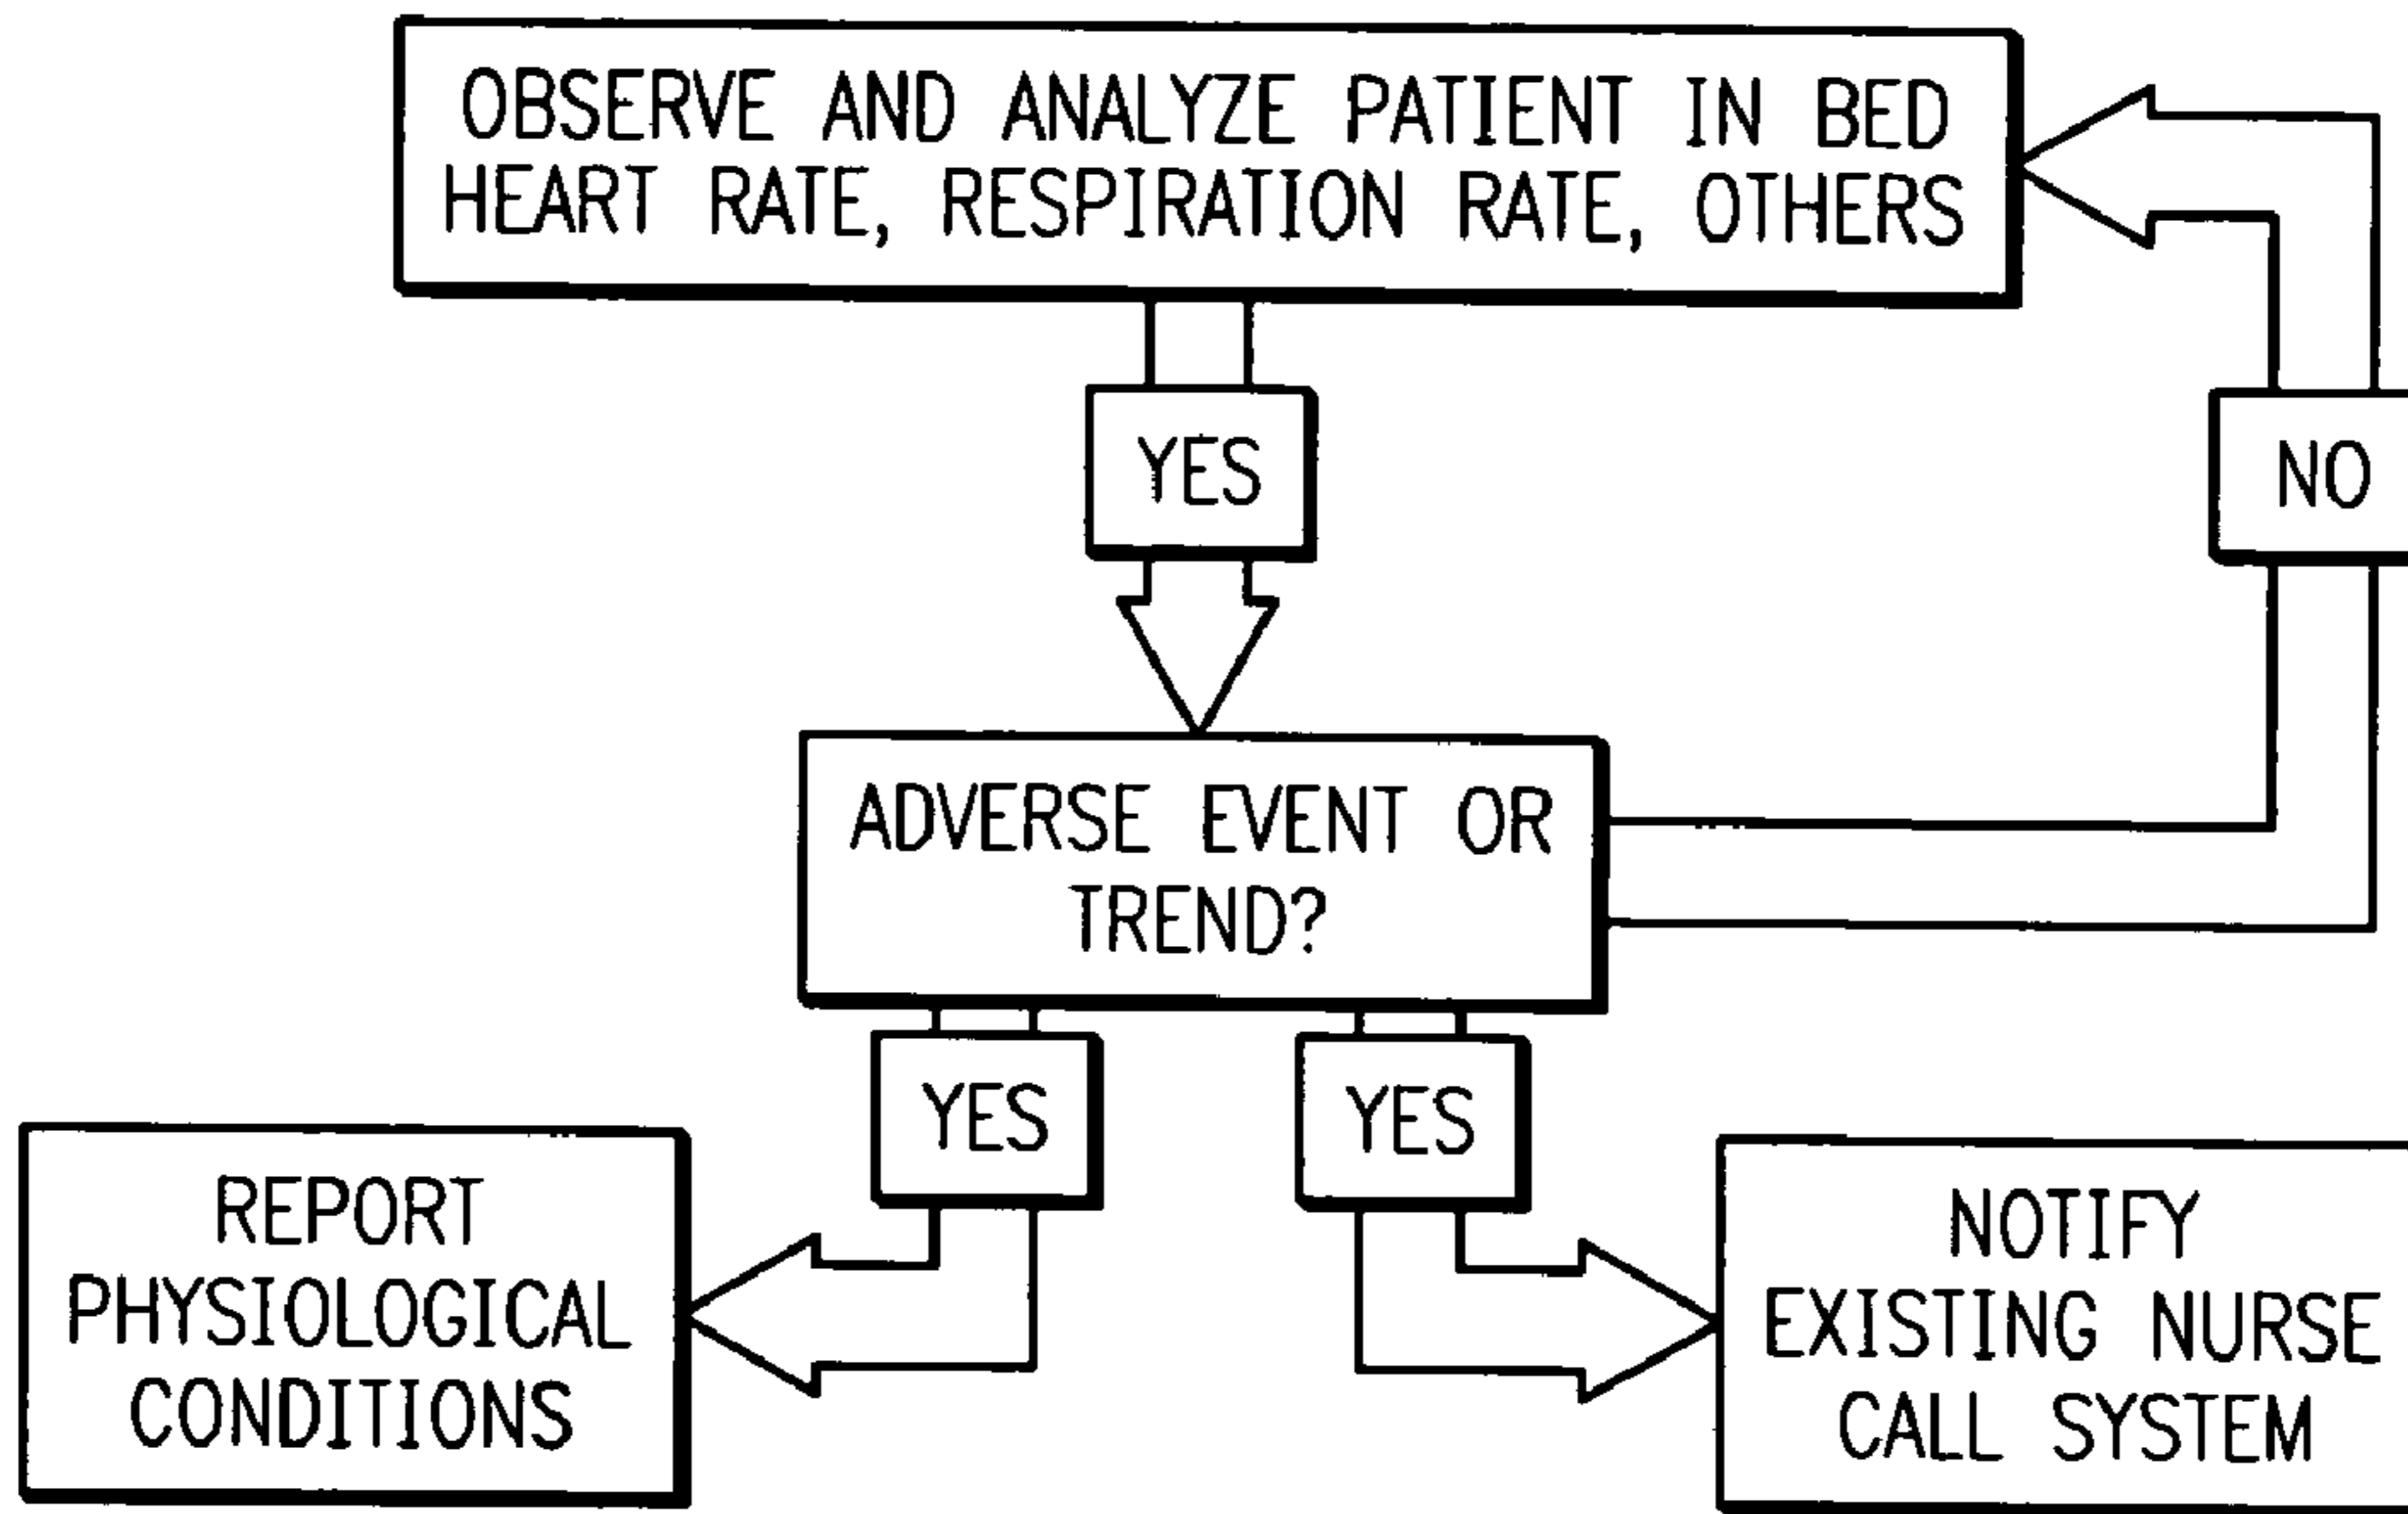 OBSERVE AND ANALYZE PATIENT IN BED
HEART RATE, RESPIRATION RATE, OTHERS
YES
NO
ADVERSE EVENT OR
TREND?
YES
YES
REPORT
PHYSIOLOGICAL
CONDITIONS
NOTIFY
EXISTING NURSE
CALL SYSTEM